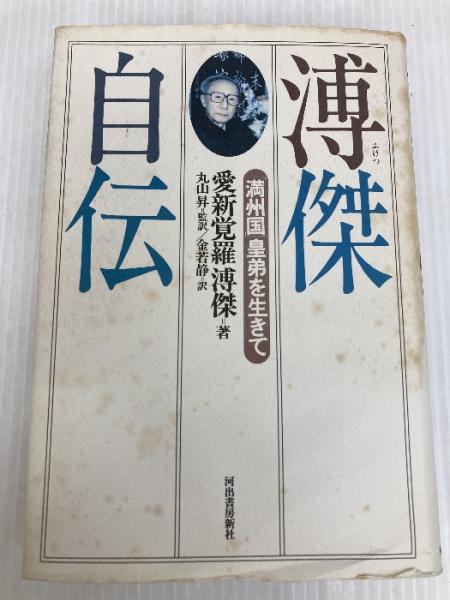 溥傑
ふけつ
自伝
満州国 皇弟を生きて
愛新覚羅 溥傑=著
丸山昇=監訳/金若静=訳
河出書房新社